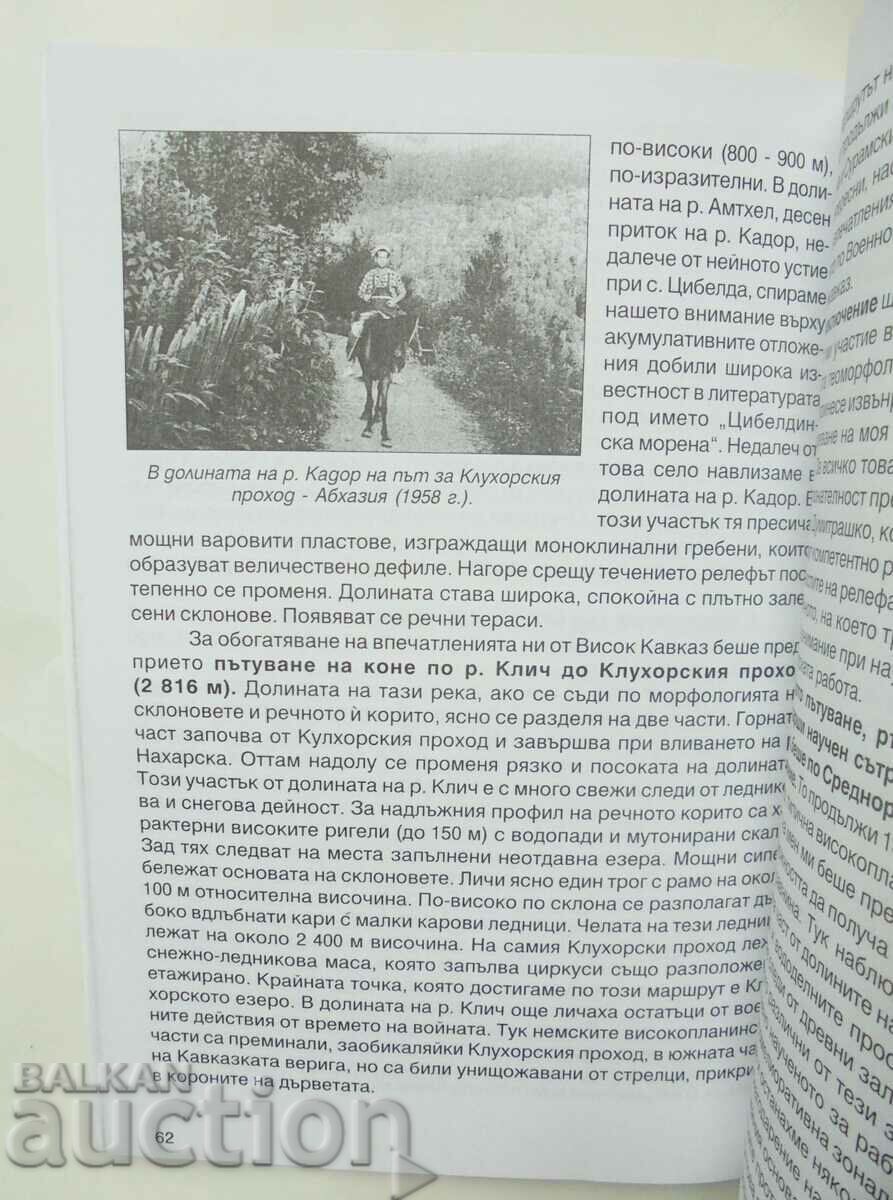 по-високи (800 - 900 м),
по-изразителни. В доли-
ната на р. Амтхел, десен
приток на р. Кадор, не-
далече от нейното устие
при с. Цибелда, спираме
нашето внимание върху
акумулативните отложе-
ния добили широка из-
вестност в литературата
под името „Цибелдин-
ска морена“. Недалеч от
това село навлизаме в
долината на р. Кадор. В
този участък тя пресича
В долината на р. Кадор на път за Клухорския
проход - Абхазия (1958 г.).
мощни варовити пластове, изграждащи моноклинални гребени, които
образуват величествено дефиле. Нагоре срещу течението релефът пос
тепенно се променя. Долината става широка, спокойна с плътно зале
сени склонове. Появяват се речни тераси.
За обогатяване на впечатленията ни от Висок Кавказ беше пред
прието пътуване на коне по р. Клич до Клухорския прохо
(2 816 м). Долината на тази река, ако се съди по морфологията н
склоновете и речното ѝ корито, ясно се разделя на две части. Горнат
част започва от Кулхорския проход и завършва при вливането на
Нахарска. Оттам надолу се променя рязко и посоката на долинат
Този участък от долината на р. Клич е с много свежи следи от ледник
ва и снегова дейност. За надлъжния профил на речното корито са х
рактерни високите ригели (до 150 м) с водопади и мутонирани скал
Зад тях следват на места запълнени неотдавна езера. Мощни сипе
бележат основата на склоновете. Личи ясно един трог с рамо на окол
100 м относителна височина. По-високо по склона се разполагат дъ
боко вдлъбнати кари с малки карови ледници. Челата на тези ледни
лежат на около 2 400 м височина. На самия Клухорски проход леж
снежно-ледникова маса, която запълва циркуси също разположе
етажирано. Крайната точка, която достигаме по този маршрут е Кл
хорското езеро. В долината на р. Клич още личаха остатъци от вое
ните действия от времето на войната. Тук немските високопланинс
части са преминали, заобикаляйки Клухорския проход, в южната ча
на Кавказката верига, но са били унищожавани от стрелци, прикри
в короните на дърветата.
62
BALKAN
auction